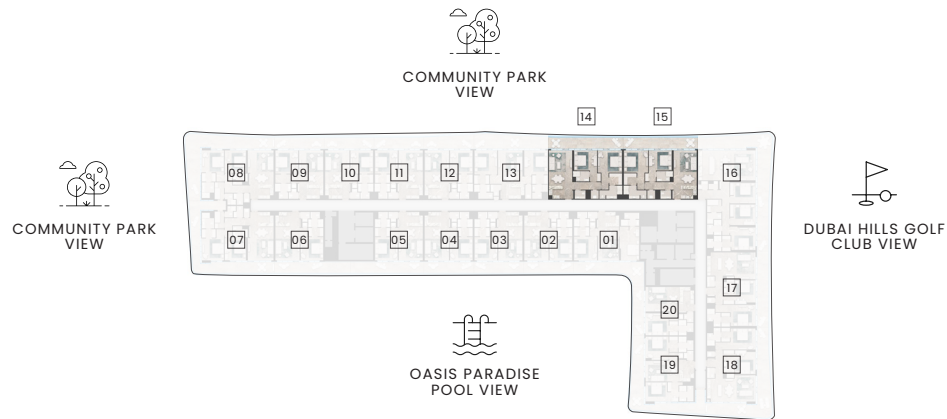 COMMUNITY PARK
VIEW
14
15
08
09
10
11
12
13
16
COMMUNITY PARK
VIEW
DUBAI HILLS GOLF
CLUB VIEW
07
06
05
04
03
02
01
17
20
OASIS PARADISE
POOL VIEW
19
18